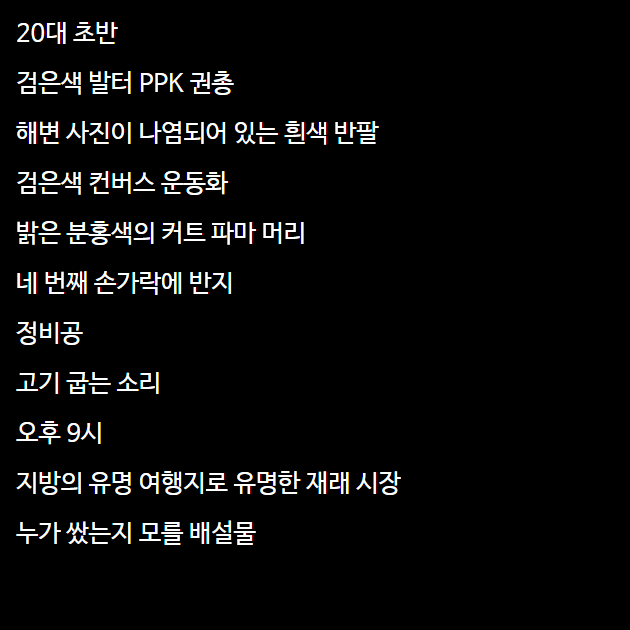 20대 초반
검은색 발터 PPK 권총
해변 사진이 나염되어 있는 흰색 반팔
검은색 컨버스 운동화
밝은 분홍색의 커트 파마 머리
네 번째 손가락에 반지
정비공
고기 굽는 소리
오후 9시
지방의 유명 여행지로 유명한 재래 시장
누가 쌌는지 모를 배설물